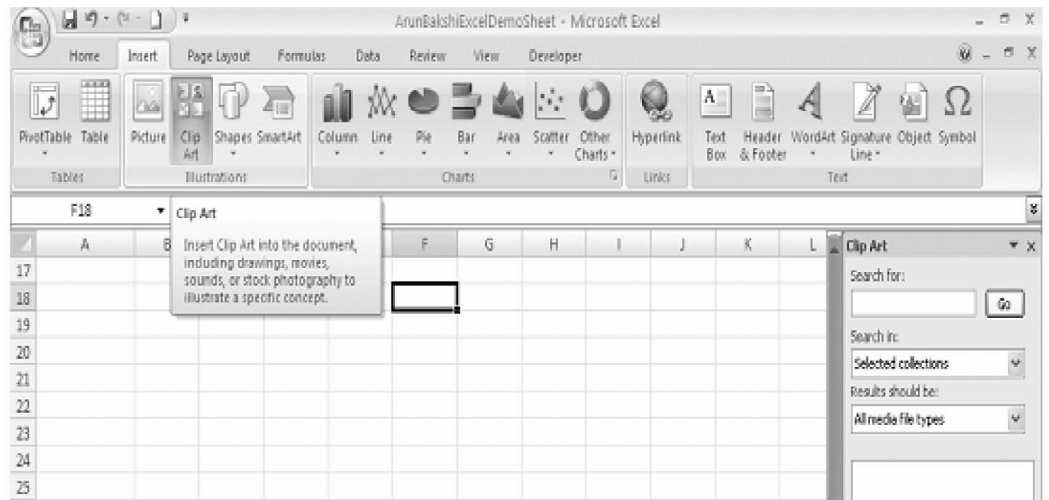 ArunBakshiExcelDemoSheet - Microsoft Excel
Home Insert Page Layout Formulas Data Review View Developer
PivotTable Table Picture Clip Art Shapes SmartArt Column Line Pie Bar Area Scatter Other Charts Hyperlink Text Box Header & Footer WordArt Signature Line Object Symbol
Tables Illustrations Charts Links Text
F18
Clip Art
Insert Clip Art into the document,
including drawings, movies,
sounds, or stock photography to
illustrate a specific concept.
A B F G H I J K L
17
18
19
20
21
22
23
24
25
Clip Art
Search for:
Go
Search in:
Selected collections
Results should be:
All media file types